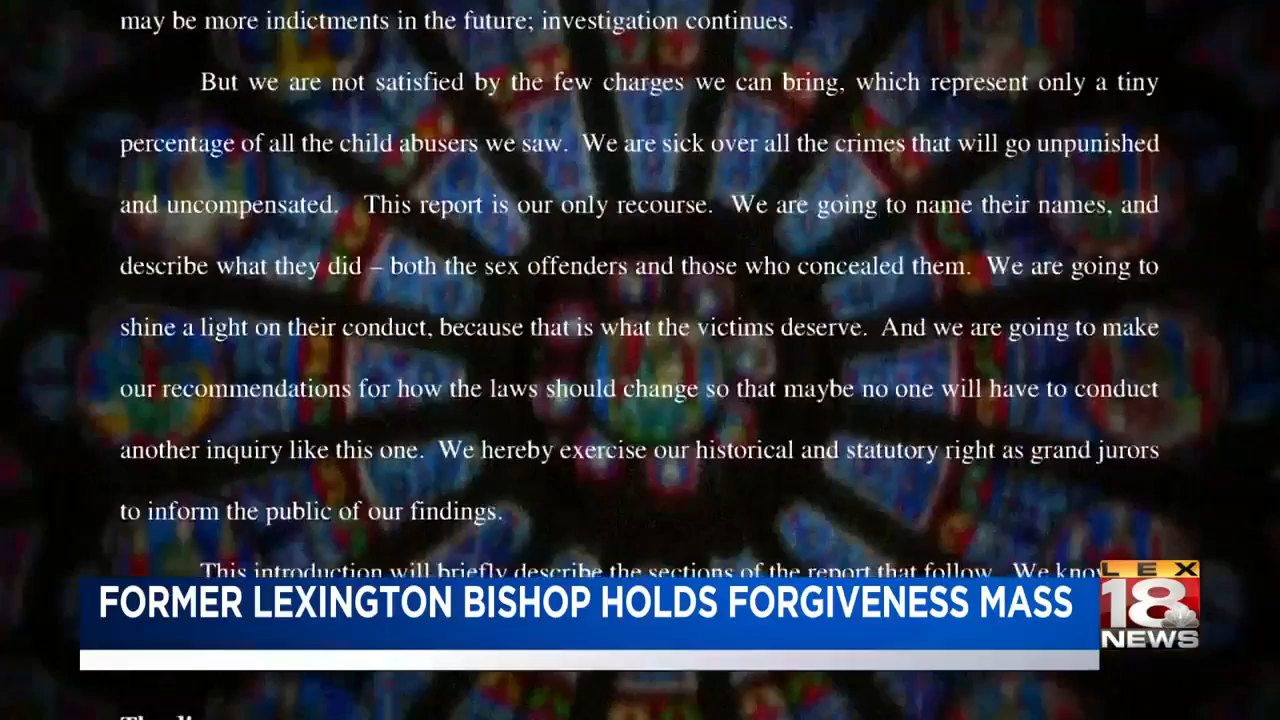 may be more indictments in the future; investigation continues.
But we are not satisfied by the few charges we can bring, which represent only a tiny
percentage of all the child abusers we saw. We are sick over all the crimes that will go unpunished
and uncompensated. This report is our only recourse. We are going to name their names, and
describe what they did – both the sex offenders and those who concealed them. We are going to
shine a light on their conduct, because that is what the victims deserve. And we are going to make
our recommendations for how the laws should change so that maybe no one will have to conduct
another inquiry like this one. We hereby exercise our historical and statutory right as grand jurors
to inform the public of our findings.
This introduction will briefly describe the sections of the report that follow. We know
FORMER LEXINGTON BISHOP HOLDS FORGIVENESS MASS
LEX
18
NEWS